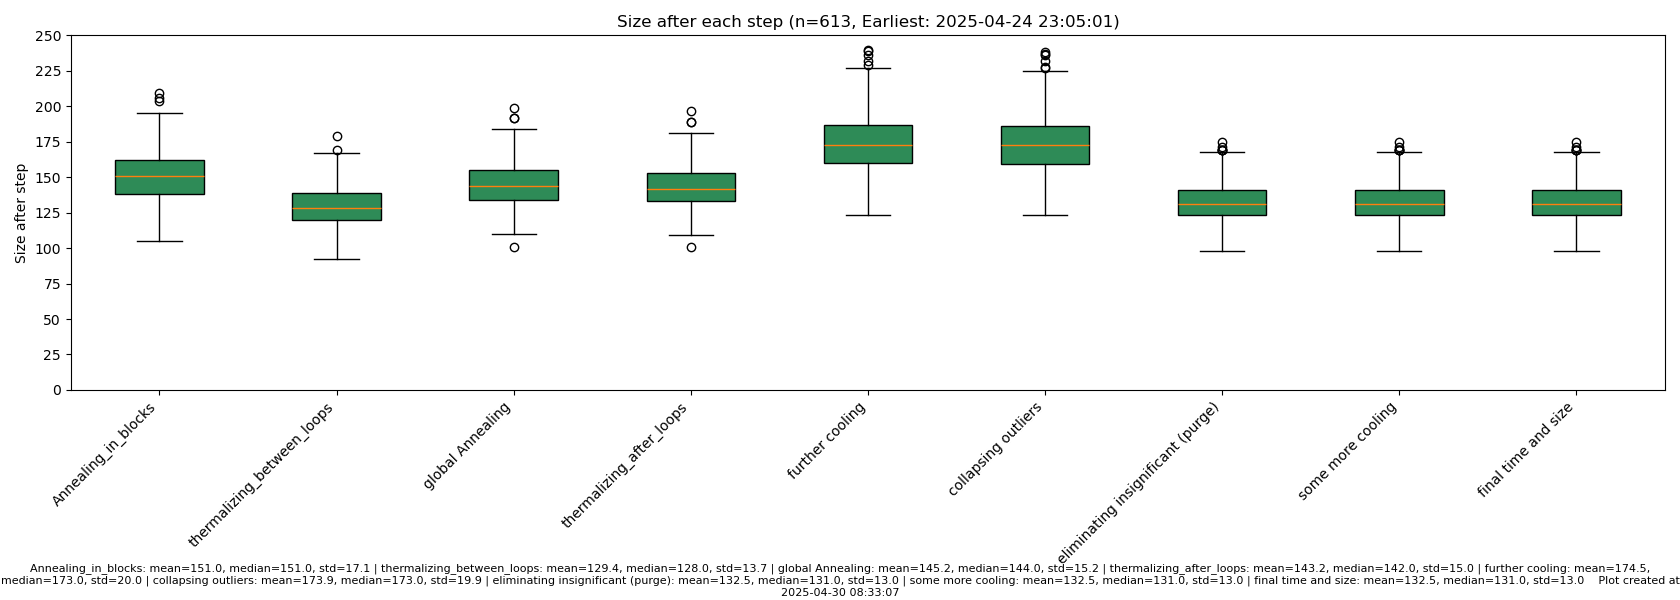 Size after each step (n=613, Earliest: 2025-04-24 23:05:01)
Size after step
250
225
200
175
150
125
100
75
50
25
0
Annealing_in_blocks
thermalizing_between_loops
global Annealing
thermalizing_after_loops
further cooling
collapsing outliers
eliminating insignificant (purge)
some more cooling
final time and size
Annealing_in_blocks: mean=151.0, median=151.0, std=17.1 | thermalizing_between_loops: mean=129.4, median=128.0, std=13.7 | global Annealing: mean=145.2, median=144.0, std=15.2 | thermalizing_after_loops: mean=143.2, median=142.0, std=15.0 | further cooling: mean=174.5,
median=173.0, std=20.0 | collapsing outliers: mean=173.9, median=173.0, std=19.9 | eliminating insignificant (purge): mean=132.5, median=131.0, std=13.0 | some more cooling: mean=132.5, median=131.0, std=13.0 | final time and size: mean=132.5, median=131.0, std=13.0    Plot created at
2025-04-30 08:33:07